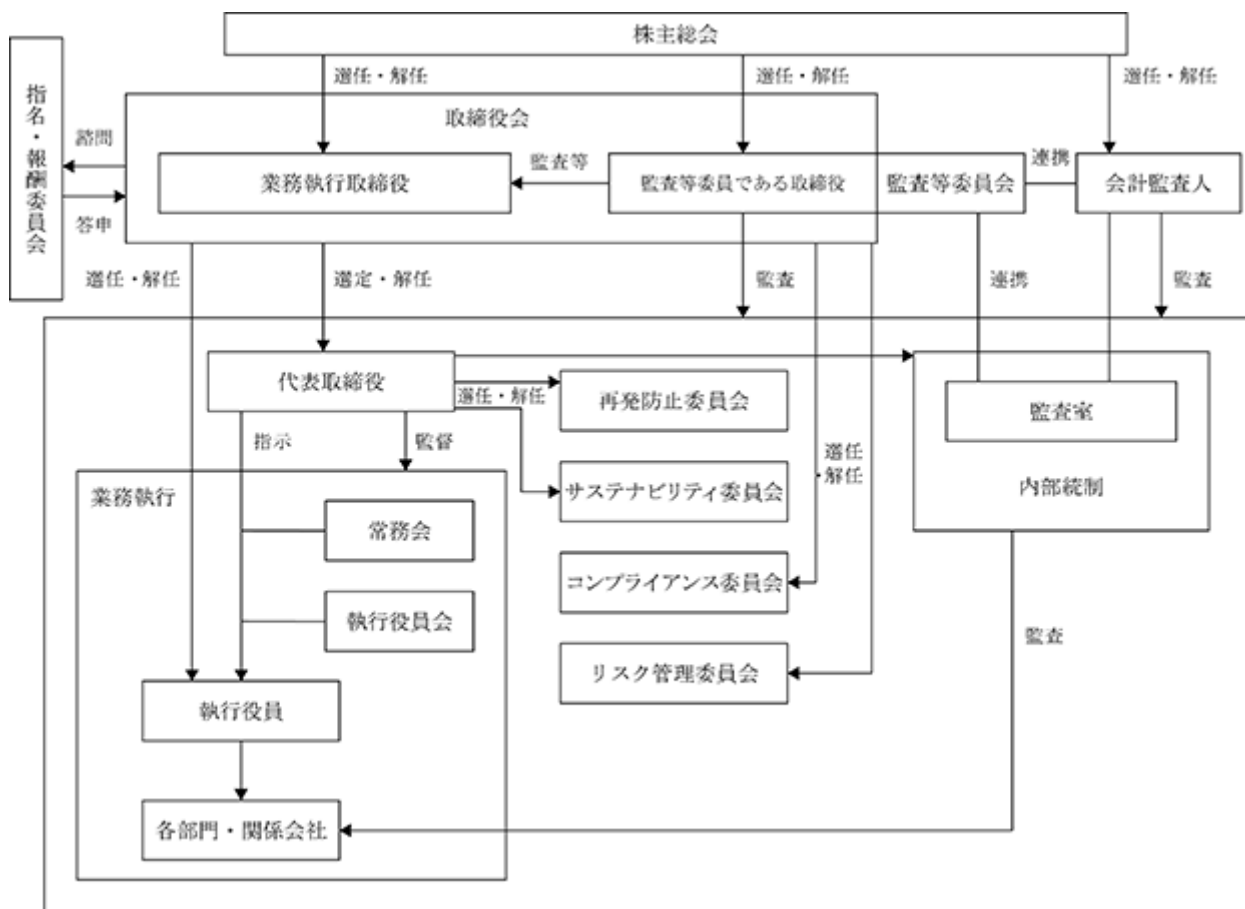 株主総会
選任・解任
選任・解任
選任・解任
指名・報酬委員会
諮問
答申
取締役会
業務執行取締役
監査等
監査等委員である取締役
監査等委員会
連携
会計監査人
選任・解任
選定・解任
監査
連携
監査
代表取締役
選任・解任
再発防止委員会
監査室
内部統制
指示
監督
選任
・解任
業務執行
サステナビリティ委員会
常務会
コンプライアンス委員会
執行役員会
監査
リスク管理委員会
執行役員
各部門・関係会社